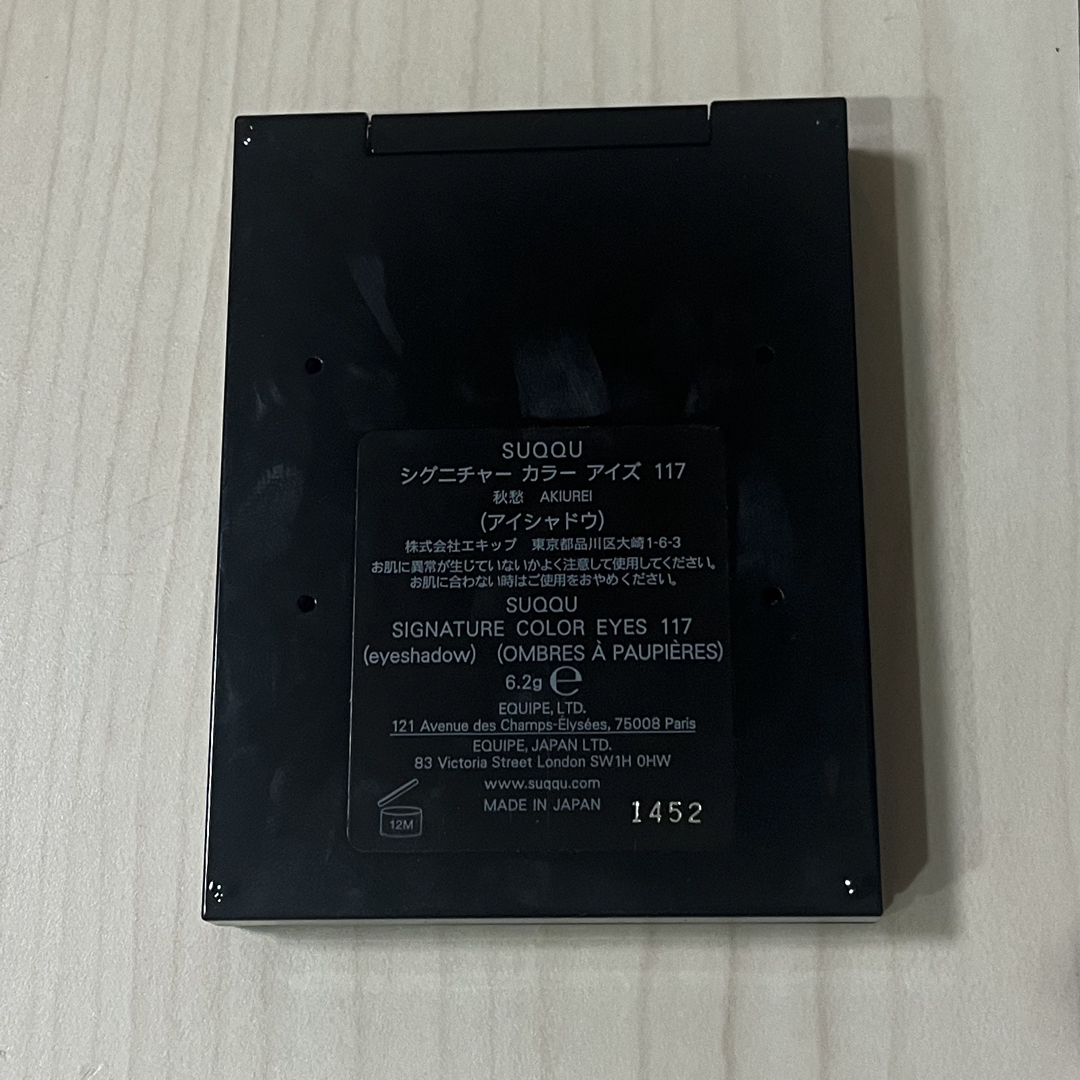 SUQQU
シグニチャー カラー アイズ 117
秋愁 AKIUREI
(アイシャドウ)
株式会社エキップ 東京都品川区大崎1-6-3
お肌に異常が生じていないかよく注意して使用してください。
お肌に合わない時はご使用をおやめください。
SUQQU
SIGNATURE COLOR EYES 117
(eyeshadow) (OMBRES À PAUPIÈRES)
6.2g ℮
EQUIPE, LTD.
121 Avenue des Champs-Élysées, 75008 Paris
EQUIPE, JAPAN LTD.
83 Victoria Street London SW1H 0HW
www.suqqu.com
MADE IN JAPAN
1452
12M